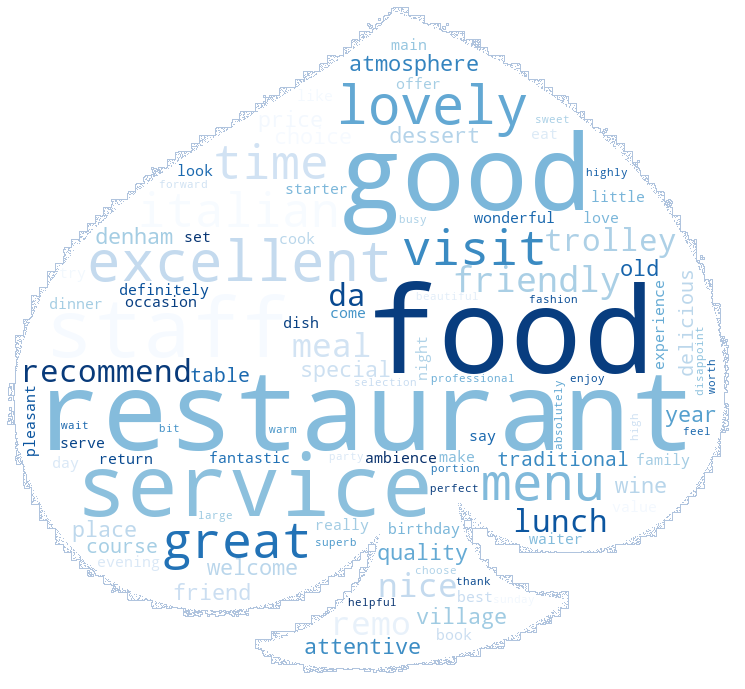 main
atmosphere
offer
like
lovely
price
sweet
choice
dessert
eat
good
time
look
highly
forward
starter
little
italian
busy
wonderful
love
denham
set
cook
visit
trolley
excellent
friendly
old
try
definitely
da
food
beautiful
experience
delicious
dinner
occasion
fashion
staff
come
dish
meal
night
disappoint
recommend
table
special
selection
professional
enjoy
worth
pleasant
restaurant
absolutely
high
year
wait
bit
warm
say
feel
serve
day
return
fantastic
party
ambience
make
traditional
family
service
portion
perfect
menu
wine
large
lunch
value
place
great
really
birthday
course
superb
quality
waiter
evening
welcome
choose
friend
nice
thank
helpful
best
sunday
remo
village
book
attentive